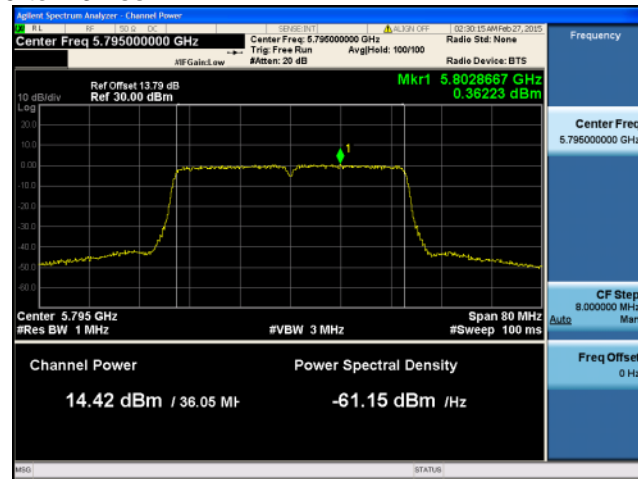 Agilent Spectrum Analyzer - Channel Power
RL RF 50 Ω DC SENSE:INT ALIGN OFF 02:30:15 AM Feb 27, 2015
Center Freq 5.795000000 GHz
Center Freq: 5.795000000 GHz
Radio Std: None
Trig: Free Run Avg|Hold: 100/100
#IFGain:Low #Atten: 20 dB Radio Device: BTS
Frequency
Mkr1 5.8028667 GHz
0.36223 dBm
Ref Offset 13.79 dB
10 dB/div Ref 30.00 dBm
Log
20.0
10.0
0.00
-10.0
-20.0
-30.0
-40.0
-50.0
-60.0
1
Center 5.795 GHz Span 80 MHz
#Res BW 1 MHz #VBW 3 MHz #Sweep 100 ms
Channel Power Power Spectral Density
14.42 dBm / 36.05 MH -61.15 dBm /Hz
Center Freq
5.795000000 GHz
CF Step
8.000000 MHz
Auto Man
Freq Offset
0 Hz
MSG STATUS